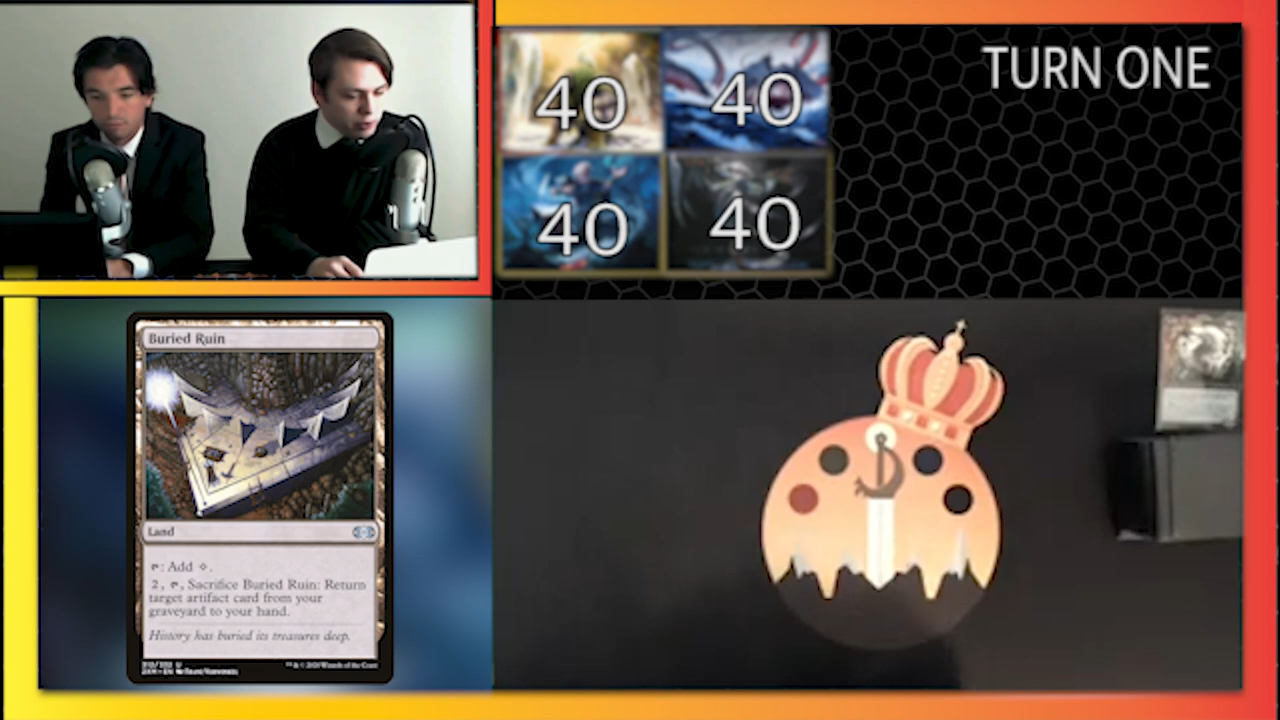 TURN ONE
40 40
40 40
Buried Ruin
Land
: Add .
2, , Sacrifice Buried Ruin: Return
target artifact card from your
graveyard to your hand.
History has buried its treasures deep.